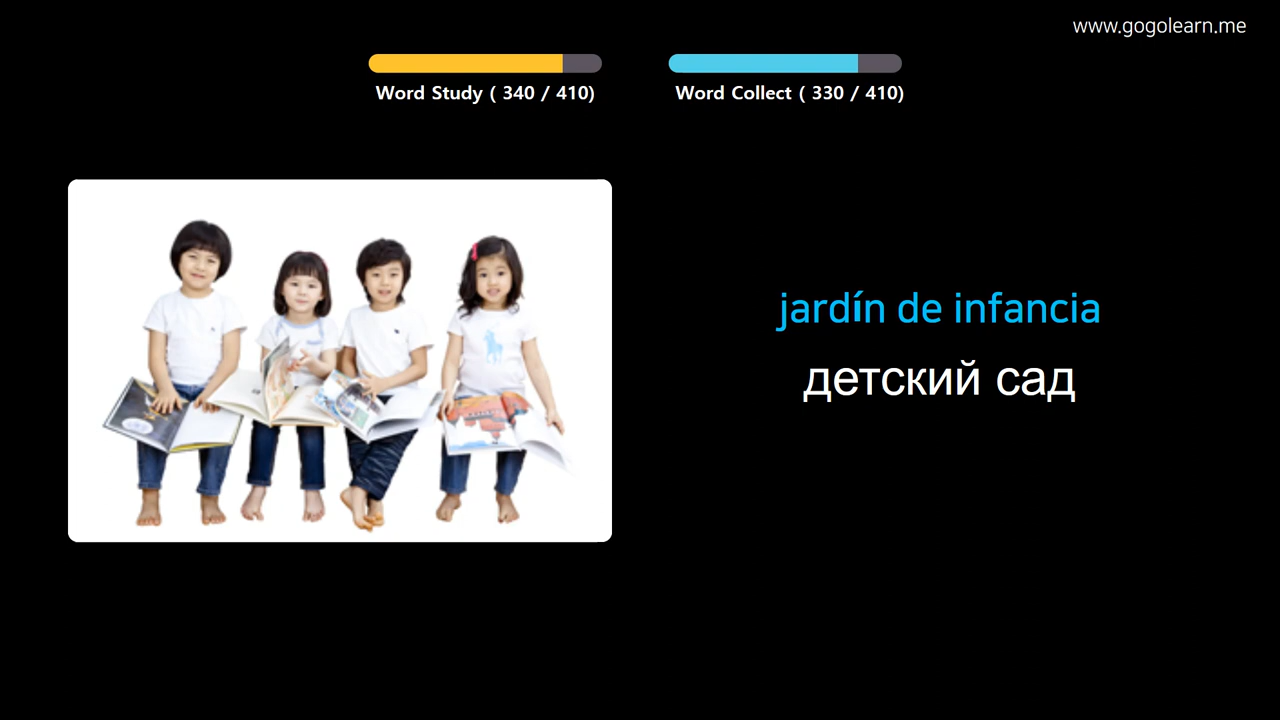 www.gogolearn.me
Word Study ( 340 / 410)
Word Collect ( 330 / 410)
jardín de infancia
детский сад